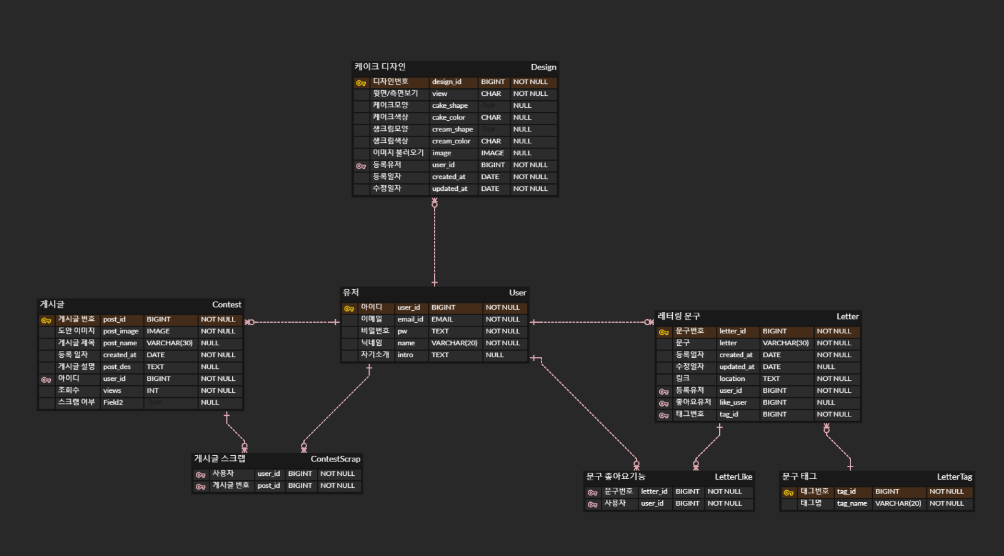 케이크 디자인 Design
디자인번호 design_id BIGINT NOT NULL
윗면/측면보기 view CHAR NOT NULL
케이크모양 cake_shape NULL
케이크색상 cake_color CHAR NULL
생크림모양 cream_shape NULL
생크림색상 cream_color CHAR NULL
이미지 불러오기 image IMAGE NULL
등록유저 user_id BIGINT NOT NULL
등록일자 created_at DATE NOT NULL
수정일자 updated_at DATE NOT NULL
유저 User
아이디 user_id BIGINT NOT NULL
이메일 email_id EMAIL NOT NULL
비밀번호 pw TEXT NOT NULL
닉네임 name VARCHAR(20) NOT NULL
자기소개 intro TEXT NULL
게시글 Contest
게시글 번호 post_id BIGINT NOT NULL
도안 이미지 post_image IMAGE NOT NULL
게시글 제목 post_name VARCHAR(30) NOT NULL
등록 일자 created_at DATE NOT NULL
게시글 설명 post_des TEXT NULL
아이디 user_id BIGINT NOT NULL
조회수 views INT NOT NULL
스크랩 여부 Field2 NULL
레터링 문구 Letter
문구번호 letter_id BIGINT NOT NULL
문구 letter VARCHAR(30) NOT NULL
등록일자 created_at DATE NOT NULL
수정일자 updated_at DATE NULL
링크 location TEXT NOT NULL
등록유저 user_id BIGINT NOT NULL
좋아요유저 like_user BIGINT NULL
태그번호 tag_id BIGINT NOT NULL
게시글 스크랩 ContestScrap
사용자 user_id BIGINT NOT NULL
게시글 번호 post_id BIGINT NOT NULL
문구 좋아요기능 LetterLike
문구번호 letter_id BIGINT NOT NULL
사용자 user_id BIGINT NOT NULL
문구 태그 LetterTag
태그번호 tag_id BIGINT NOT NULL
태그명 tag_name VARCHAR(20) NOT NULL